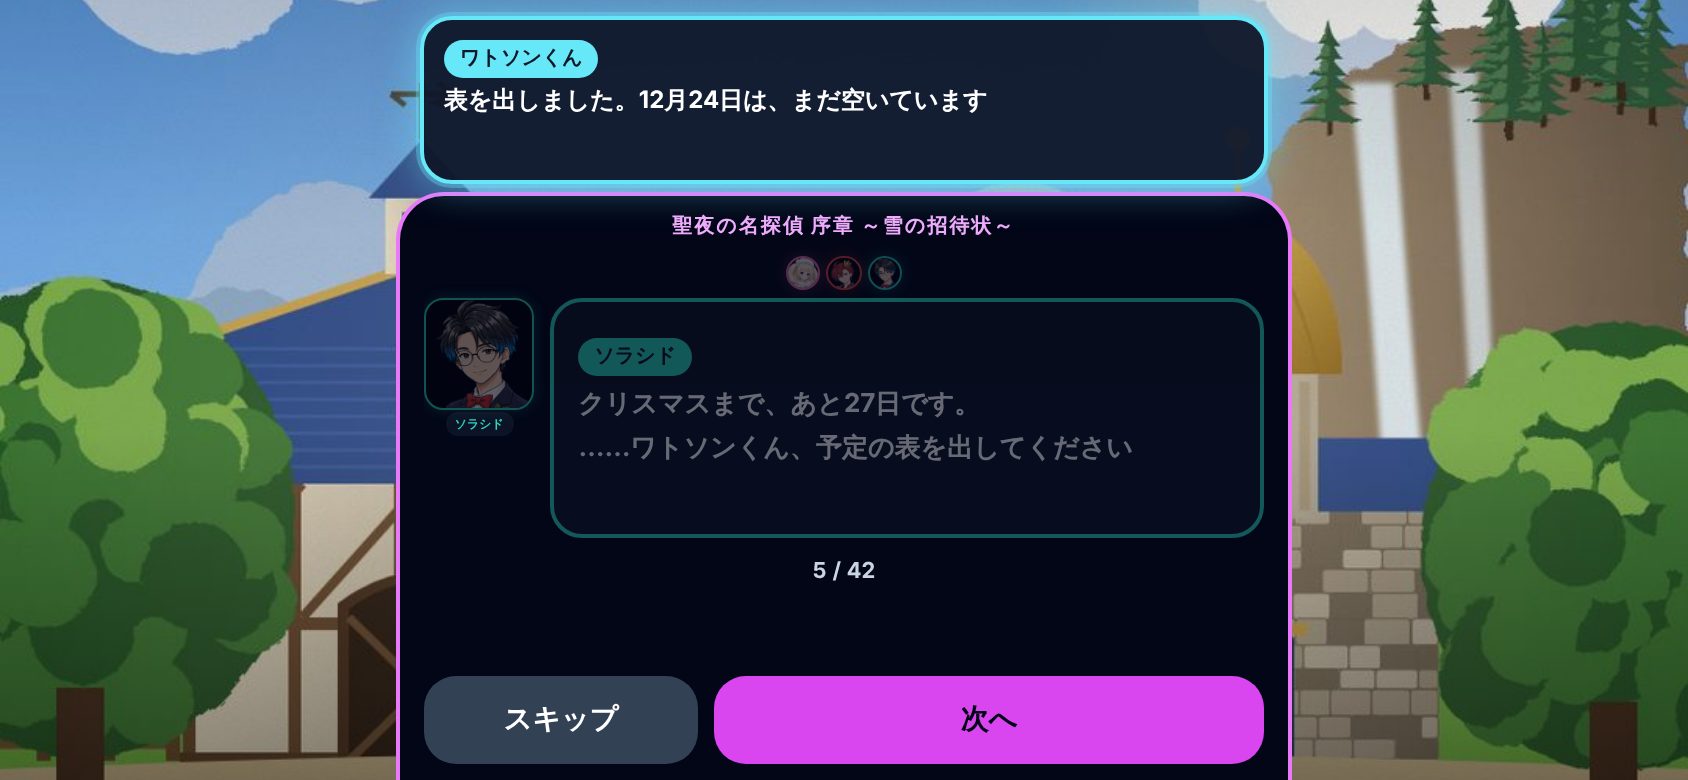 ワトソンくん
表を出しました。12月24日は、まだ空いています
聖夜の名探偵 序章 ～雪の招待状～
ソラシド
ソラシド
クリスマスまで、あと27日です。
……ワトソンくん、予定の表を出してください
5 / 42
スキップ
次へ